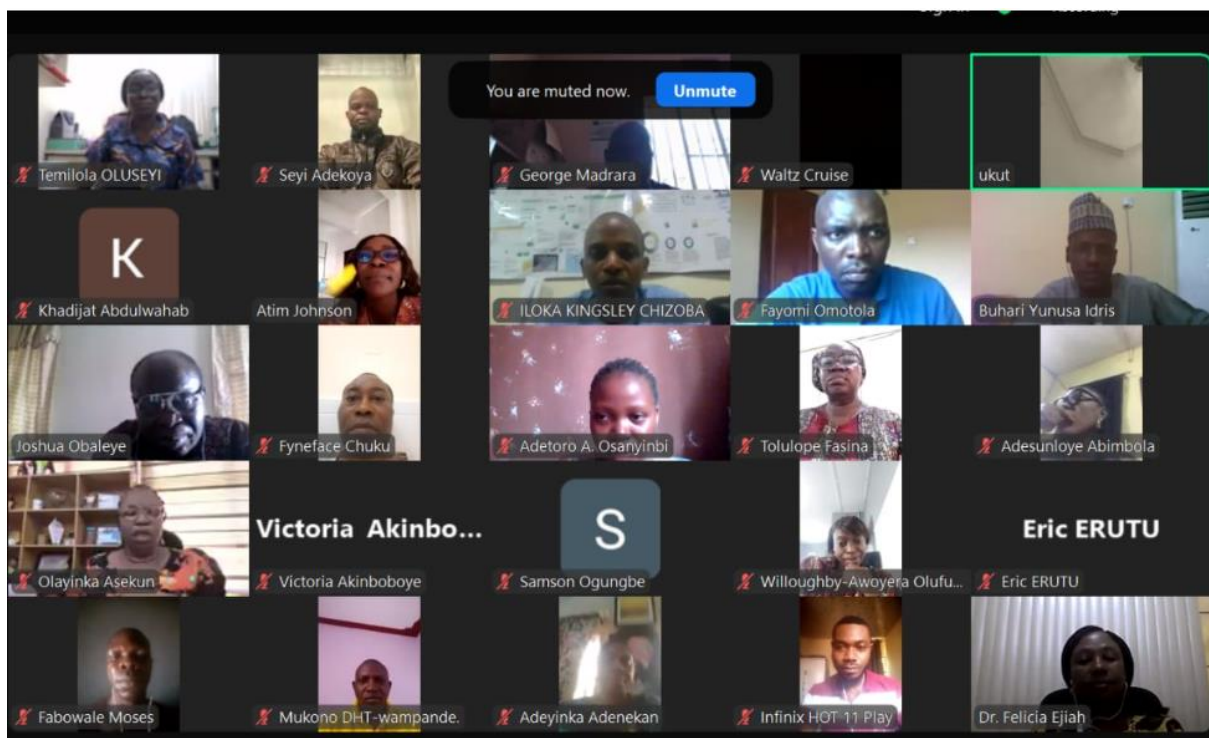 You are muted now. Unmute
Temilola OLUSEYI
Seyi Adekoya
George Madrara
Waltz Cruise
ukut
K
Khadijat Abdulwahab
Atim Johnson
ILOKA KINGSLEY CHIZOBA
Fayomi Omotola
Buhari Yunusa Idris
Joshua Obaleye
Fyneface Chuku
Adetoro A. Osanyinbi
Tolulope Fasina
Adesunloye Abimbola
Olayinka Asekun
Victoria Akinbo...
Victoria Akinboboye
S
Samson Ogungbe
Willoughby-Awoyera Olufu...
Eric ERUTU
Eric ERUTU
Fabowale Moses
Mukono DHT-wampande.
Adeyinka Adenekan
Infinix HOT 11 Play
Dr. Felicia Ejiah